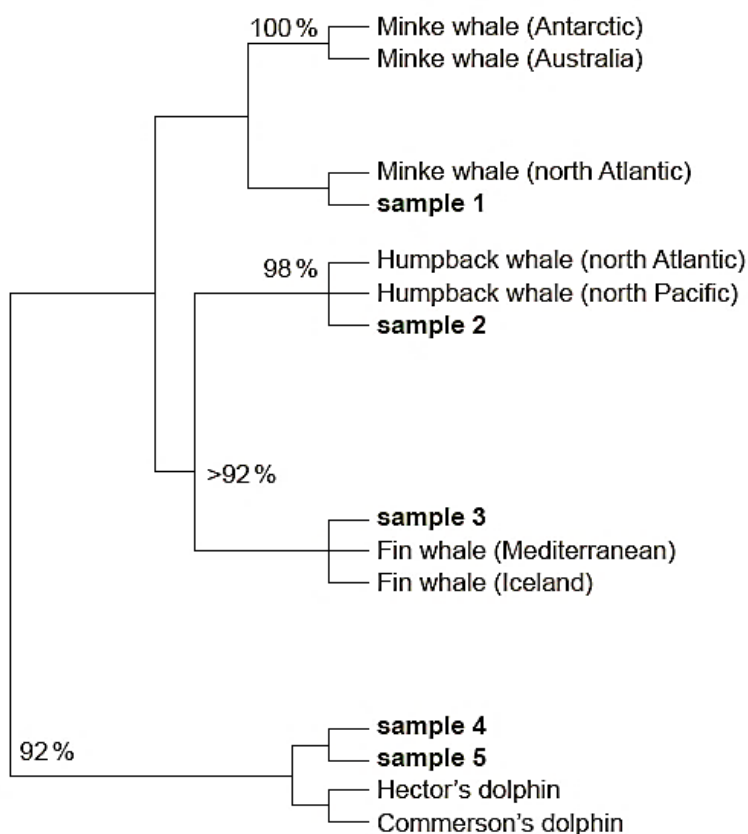 100 %
Minke whale (Antarctic)
Minke whale (Australia)
Minke whale (north Atlantic)
sample 1
98 %
Humpback whale (north Atlantic)
Humpback whale (north Pacific)
sample 2
>92 %
sample 3
Fin whale (Mediterranean)
Fin whale (Iceland)
sample 4
92 %
sample 5
Hector's dolphin
Commerson's dolphin